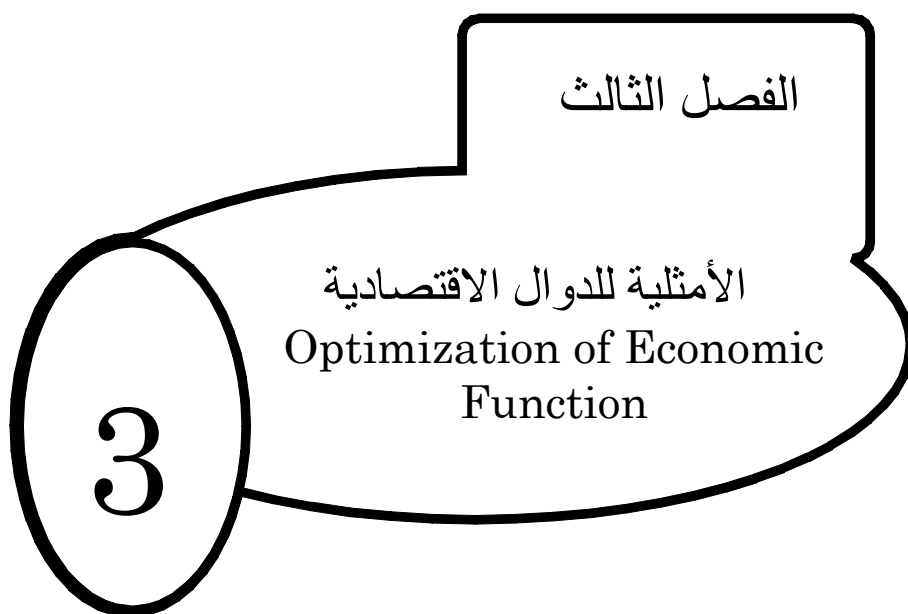 الفصل الثالث
الأمثلية للدوال الاقتصادية
Optimization of Economic
Function
3